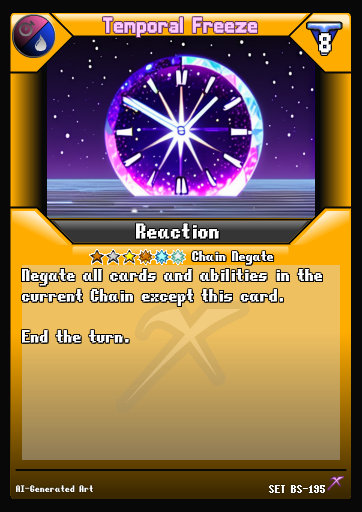 Temporal Freeze
8
Reaction
Chain Negate
Negate all cards and abilities in the
current Chain except this card.
End the turn.
AI-Generated Art
SET BS-195